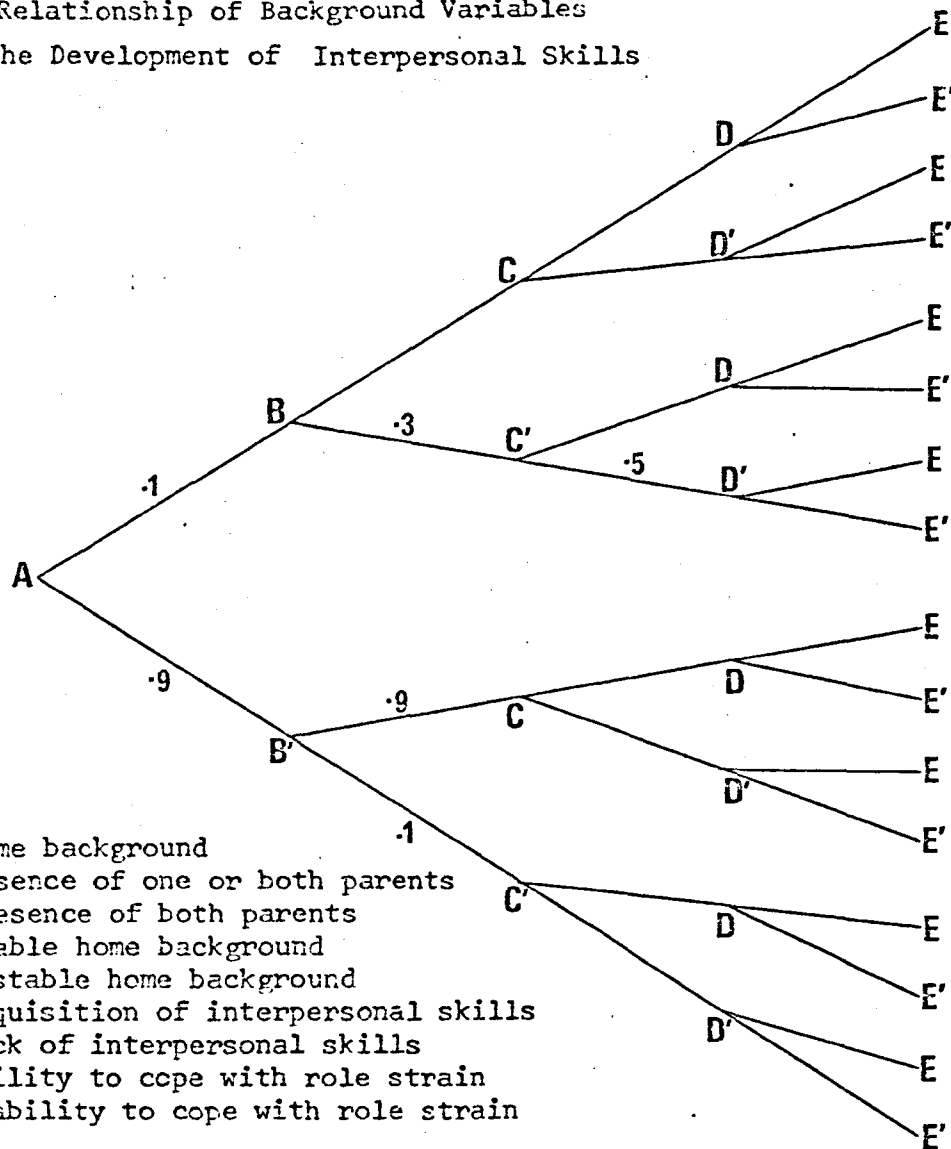 Relationship of Background Variables
he Development of Interpersonal Skills
E
E'
D
E
D'
E'
C
E
D
E'
B
.3
C'
.5
D'
E
E'
.1
A
.9
E
D
E'
.9
C
B'
E
D'
E'
.1
me background
sence of one or both parents
C'
esence of both parents
D
E
able home background
stable home background
E'
quisition of interpersonal skills
D'
ck of interpersonal skills
E
ility to cope with role strain
ability to cope with role strain
E'